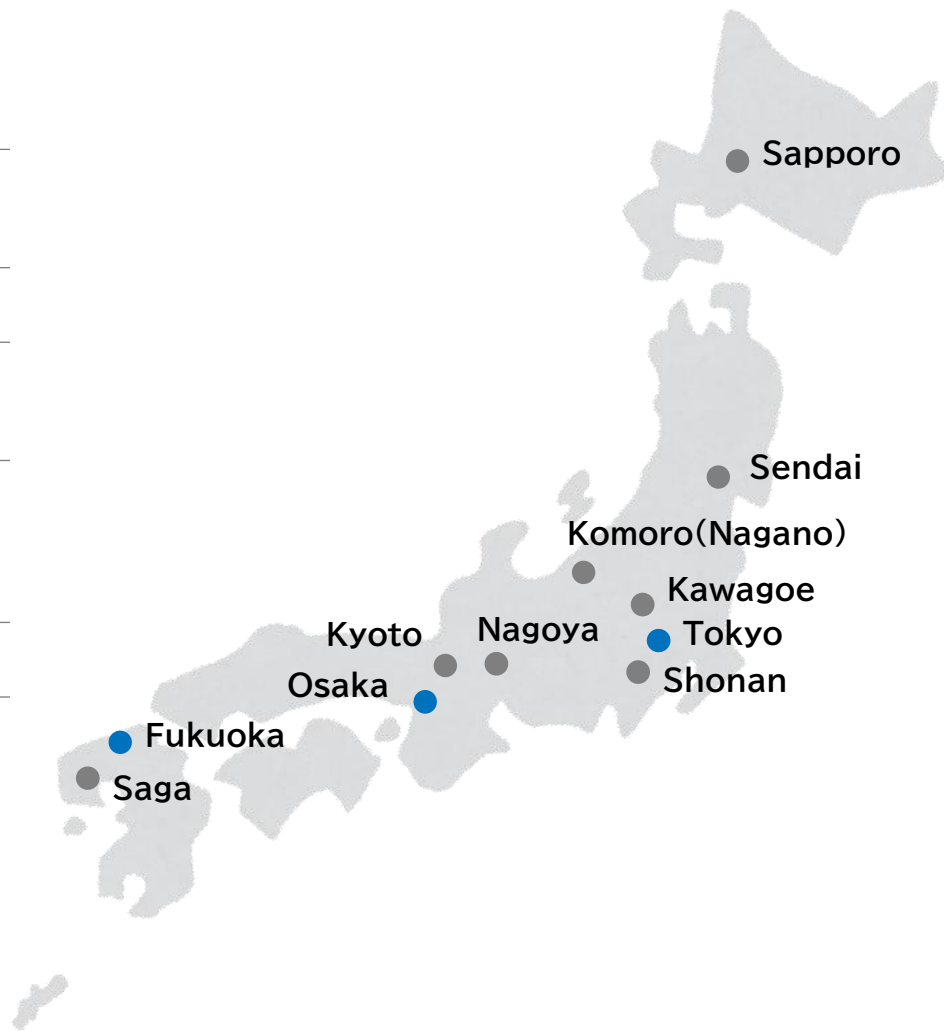 Sapporo
Sendai
Komoro(Nagano)
Kawagoe
Kyoto
Nagoya
Tokyo
Osaka
Shonan
Fukuoka
Saga